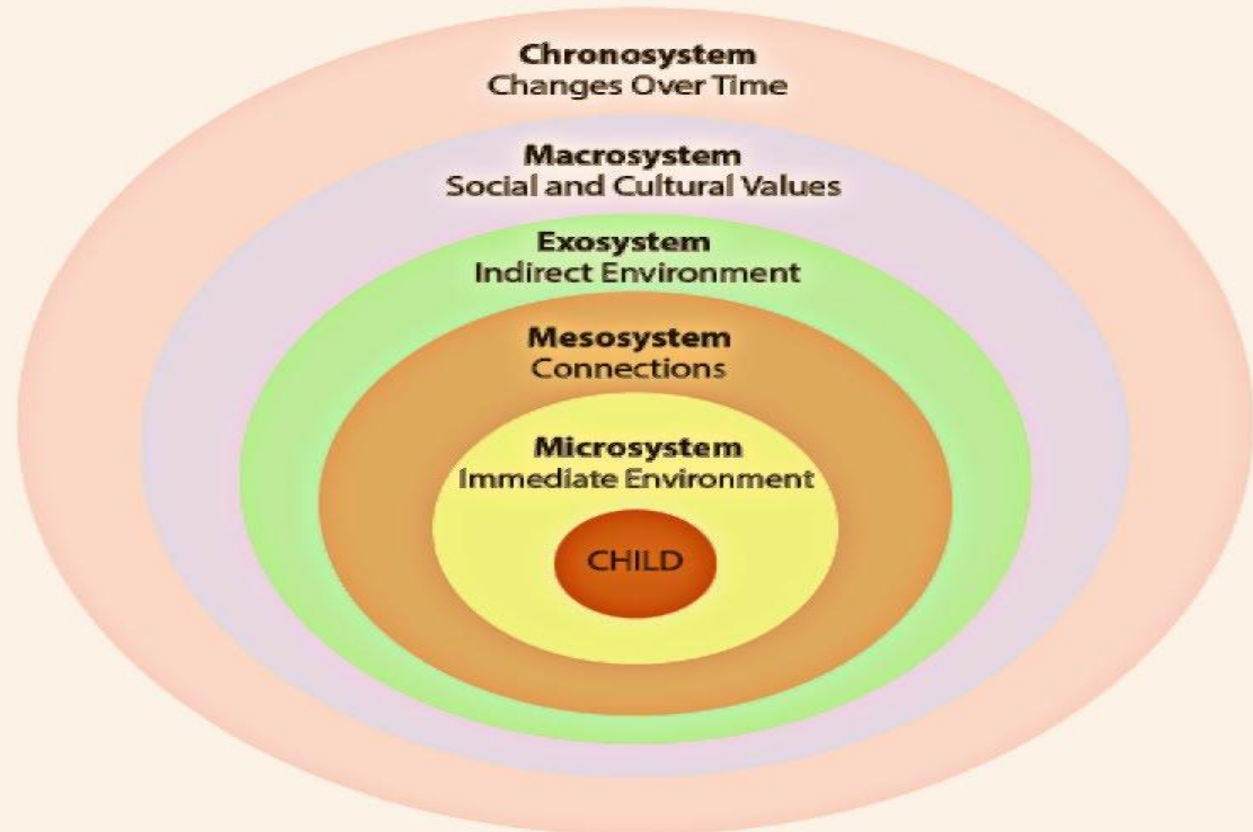 Chronosystem
Changes Over Time
Macrosystem
Social and Cultural Values
Exosystem
Indirect Environment
Mesosystem
Connections
Microsystem
Immediate Environment
CHILD